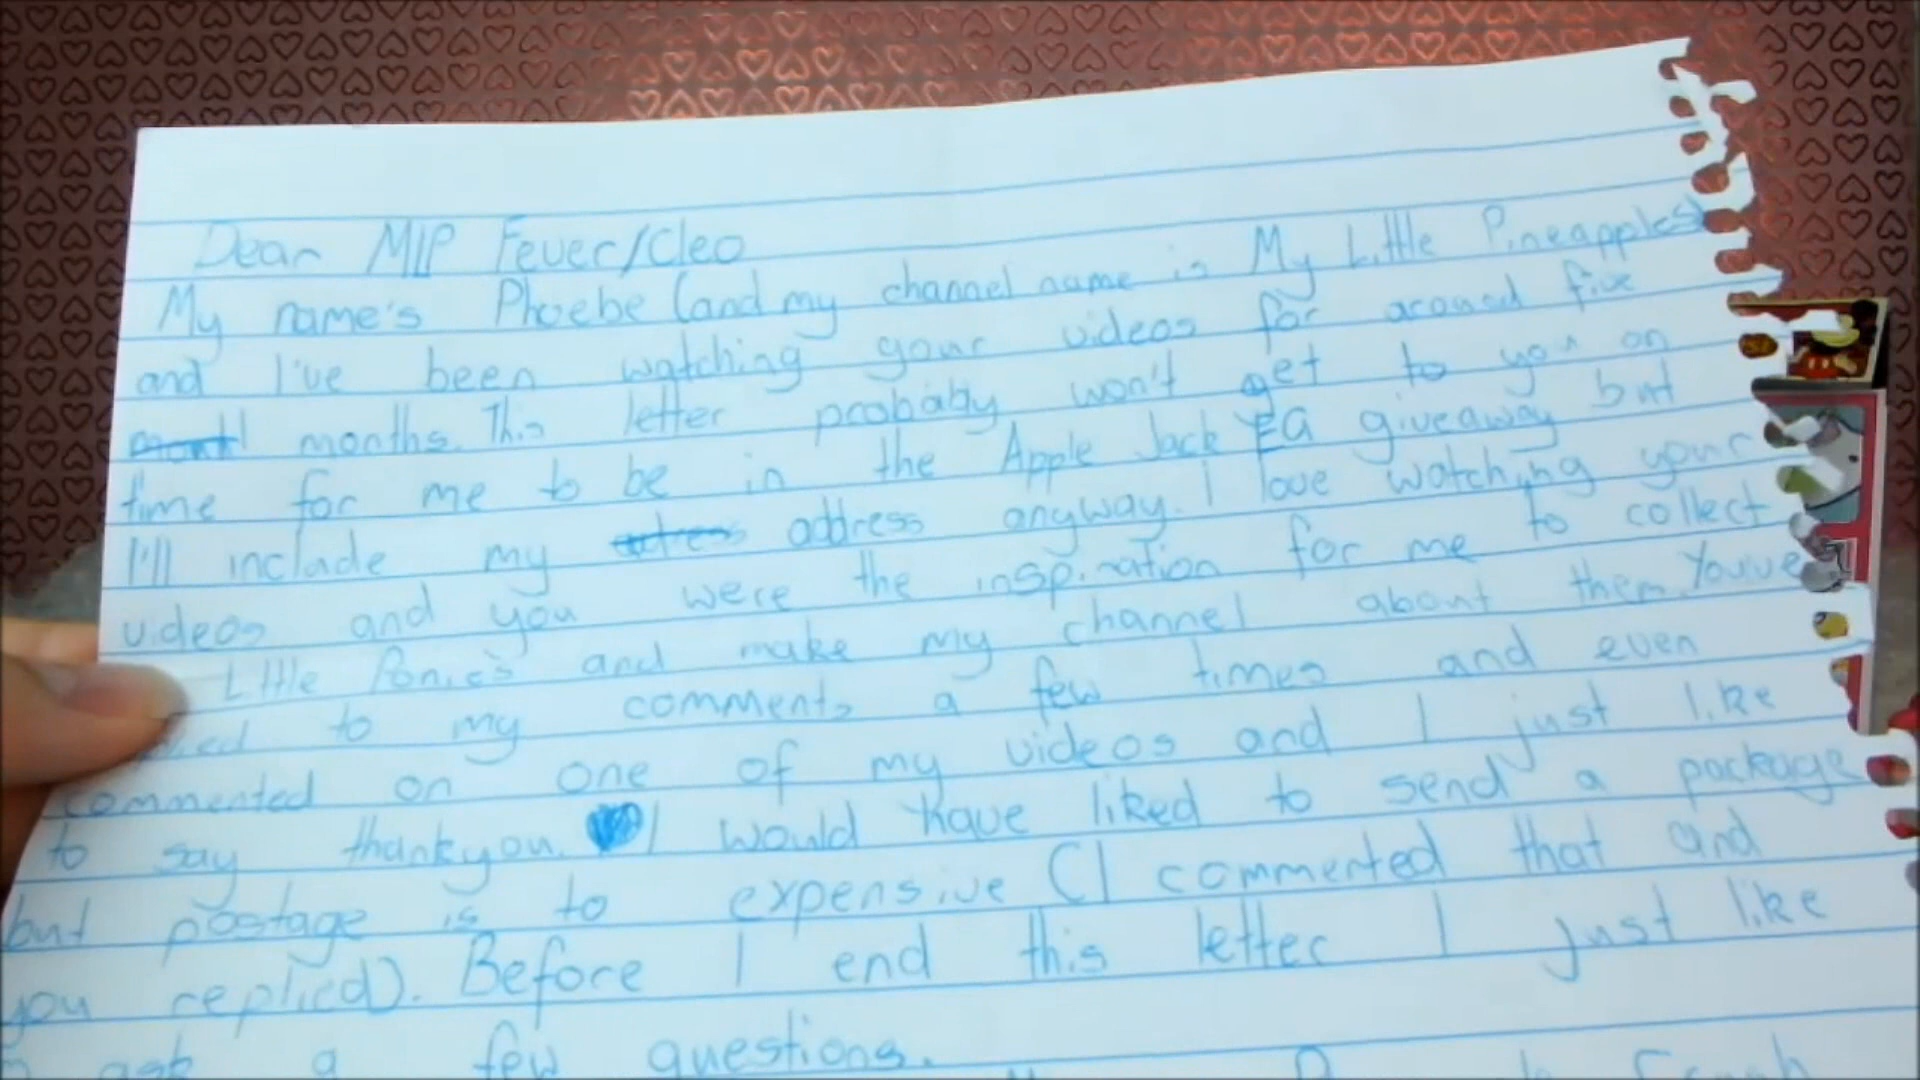 Dear MlP Fever/Cleo
My name's Phoebe (and my channel name is My Little Pineapples)
and I've been watching your videos for around five
months. This letter probably won't get to you on
time for me to be in the Apple Jack EG giveaway but
I'll include my address anyway. I love watching your
videos and you were the inspiration for me to collect
Little Ponies and make my channel about them. You've
to my comments a few times and even
commented on one of my videos and I just like
to say thankyou. I would have liked to send a package
but postage is to expensive (I commented that and
you replied). Before I end this letter I just like
ask a few questions.